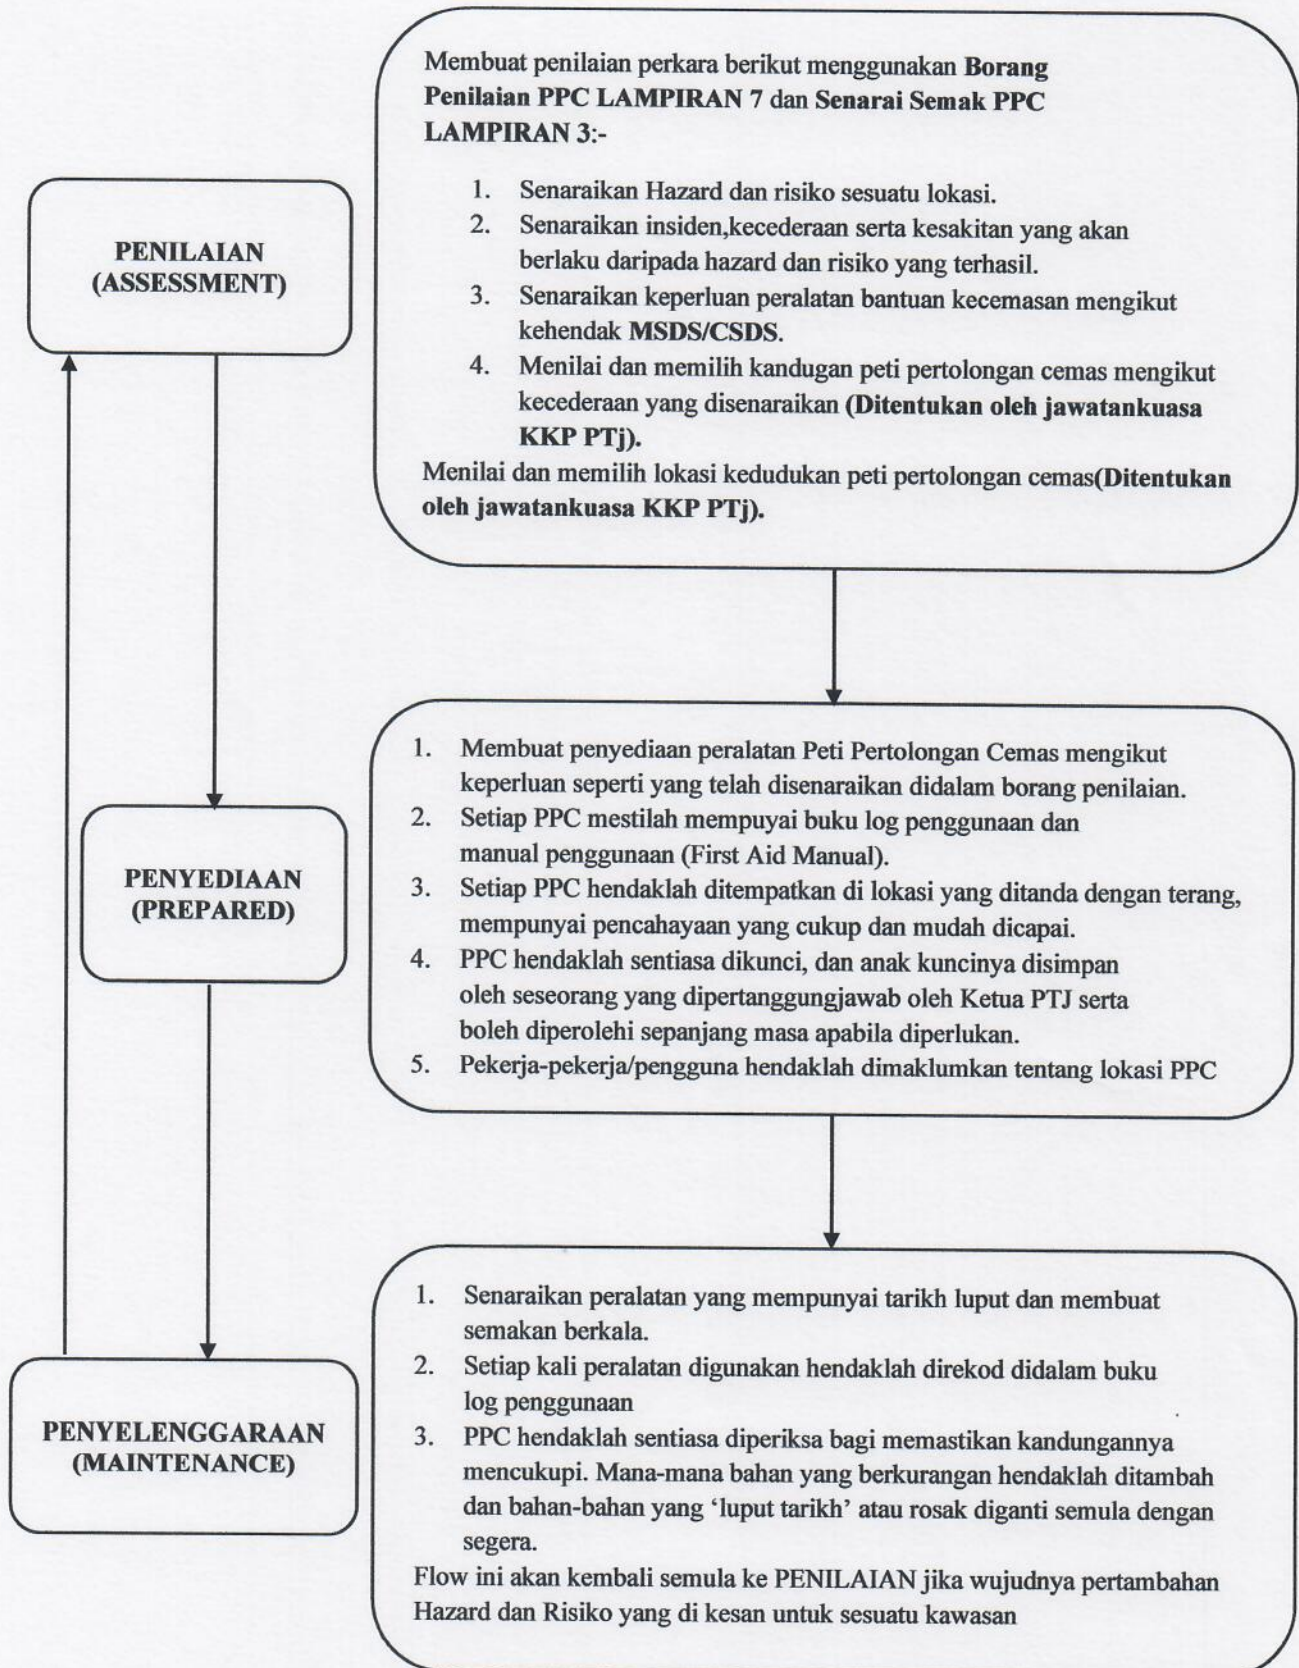 Membuat penilaian perkara berikut menggunakan Borang
Penilaian PPC LAMPIRAN 7 dan Senarai Semak PPC
LAMPIRAN 3:-
1. Senaraikan Hazard dan risiko sesuatu lokasi.
2. Senaraikan insiden,kecederaan serta kesakitan yang akan
berlaku daripada hazard dan risiko yang terhasil.
3. Senaraikan keperluan peralatan bantuan kecemasan mengikut
kehendak MSDS/CSDS.
4. Menilai dan memilih kandugan peti pertolongan cemas mengikut
kecederaan yang disenaraikan (Ditentukan oleh jawatankuasa
KKP PTj).
Menilai dan memilih lokasi kedudukan peti pertolongan cemas(Ditentukan
oleh jawatankuasa KKP PTj).
PENILAIAN
(ASSESSMENT)
1. Membuat penyediaan peralatan Peti Pertolongan Cemas mengikut
keperluan seperti yang telah disenaraikan didalam borang penilaian.
2. Setiap PPC mestilah mempuyai buku log penggunaan dan
manual penggunaan (First Aid Manual).
3. Setiap PPC hendaklah ditempatkan di lokasi yang ditanda dengan terang,
mempunyai pencahayaan yang cukup dan mudah dicapai.
4. PPC hendaklah sentiasa dikunci, dan anak kuncinya disimpan
oleh seseorang yang dipertanggungjawab oleh Ketua PTJ serta
boleh diperolehi sepanjang masa apabila diperlukan.
5. Pekerja-pekerja/pengguna hendaklah dimaklumkan tentang lokasi PPC
PENYEDIAAN
(PREPARED)
1. Senaraikan peralatan yang mempunyai tarikh luput dan membuat
semakan berkala.
2. Setiap kali peralatan digunakan hendaklah direkod didalam buku
log penggunaan
3. PPC hendaklah sentiasa diperiksa bagi memastikan kandungannya
mencukupi. Mana-mana bahan yang berkurangan hendaklah ditambah
dan bahan-bahan yang ‘luput tarikh’ atau rosak diganti semula dengan
segera.
Flow ini akan kembali semula ke PENILAIAN jika wujudnya pertambahan
Hazard dan Risiko yang di kesan untuk sesuatu kawasan
PENYELENGGARAAN
(MAINTENANCE)